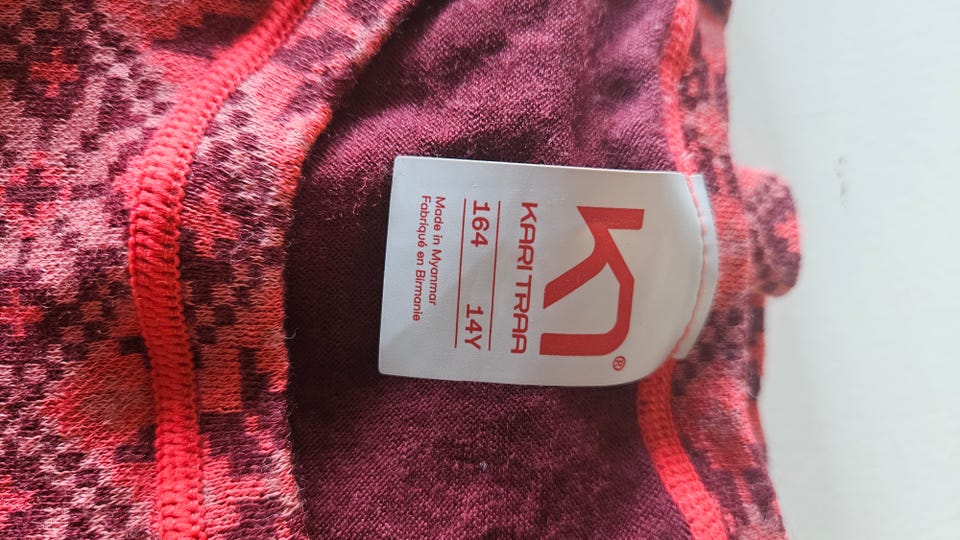 ®
KARI TRAA
164 14Y
Made in Myanmar
Fabriqué en Birmanie